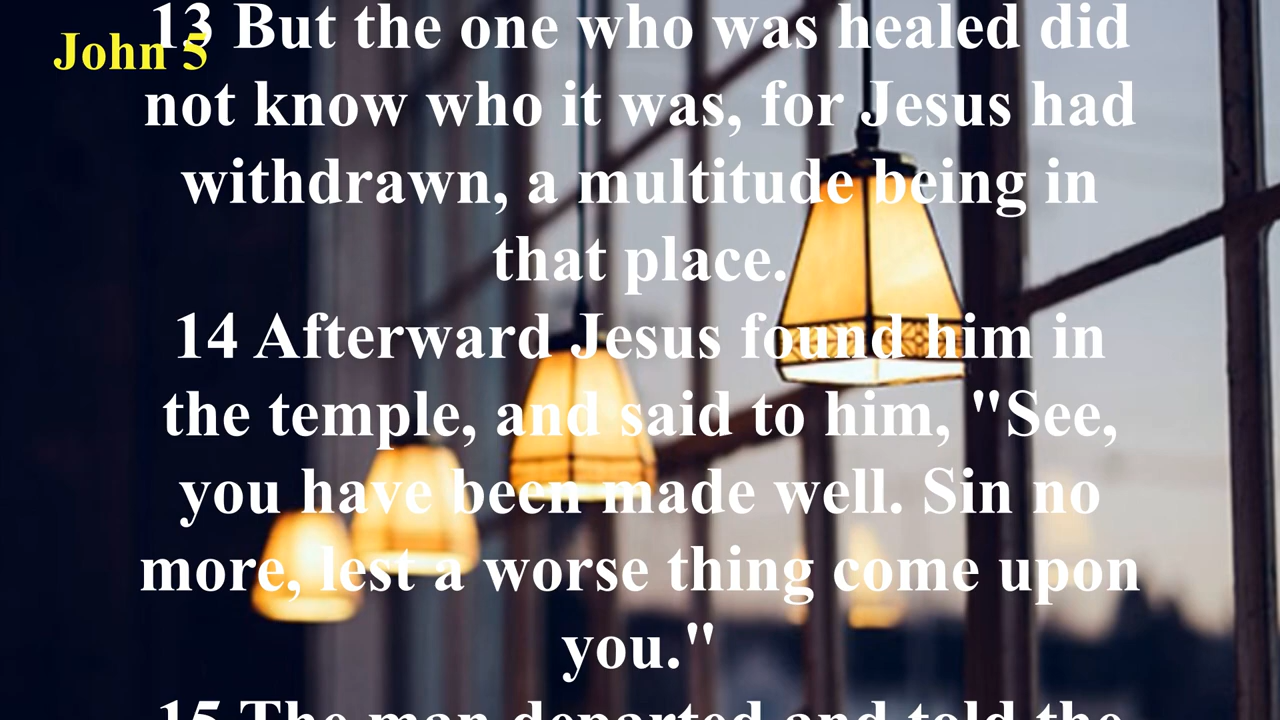 John 5
13 But the one who was healed did
not know who it was, for Jesus had
withdrawn, a multitude being in
that place.
14 Afterward Jesus found him in
the temple, and said to him, "See,
you have been made well. Sin no
more, lest a worse thing come upon
you."
15 The man departed and told the